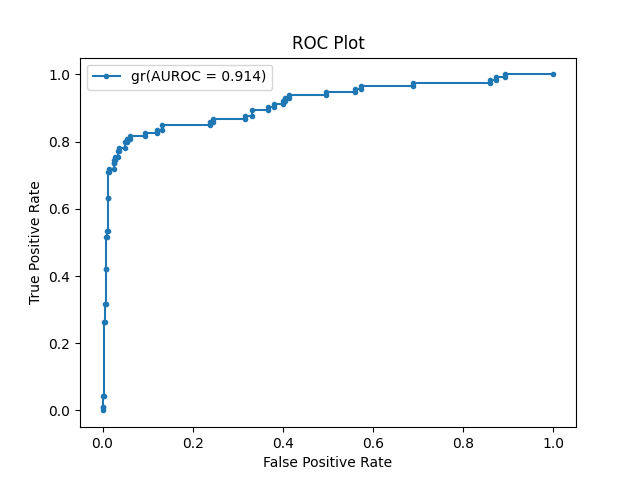 ROC Plot
gr(AUROC = 0.914)
True Positive Rate
1.0
0.8
0.6
0.4
0.2
0.0
0.0 0.2 0.4 0.6 0.8 1.0
False Positive Rate